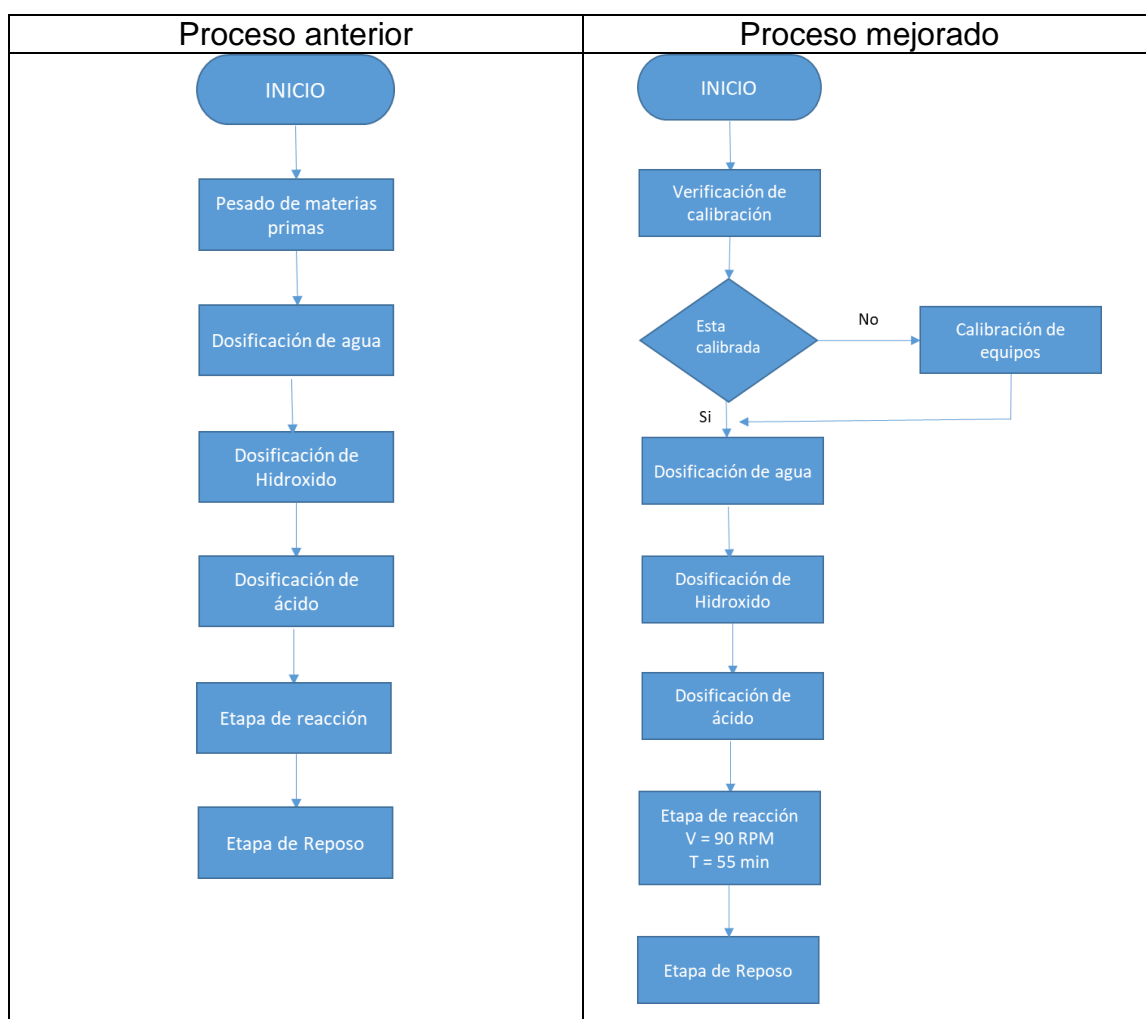 Proceso anterior
INICIO
Pesado de materias
primas
Dosificación de agua
Dosificación de
Hidroxido
Dosificación de
ácido
Etapa de reacción
Etapa de Reposo
Proceso mejorado
INICIO
Verificación de
calibración
Esta
calibrada
No
Calibración de
equipos
Si
Dosificación de agua
Dosificación de
Hidroxido
Dosificación de
ácido
Etapa de reacción
V = 90 RPM
T = 55 min
Etapa de Reposo